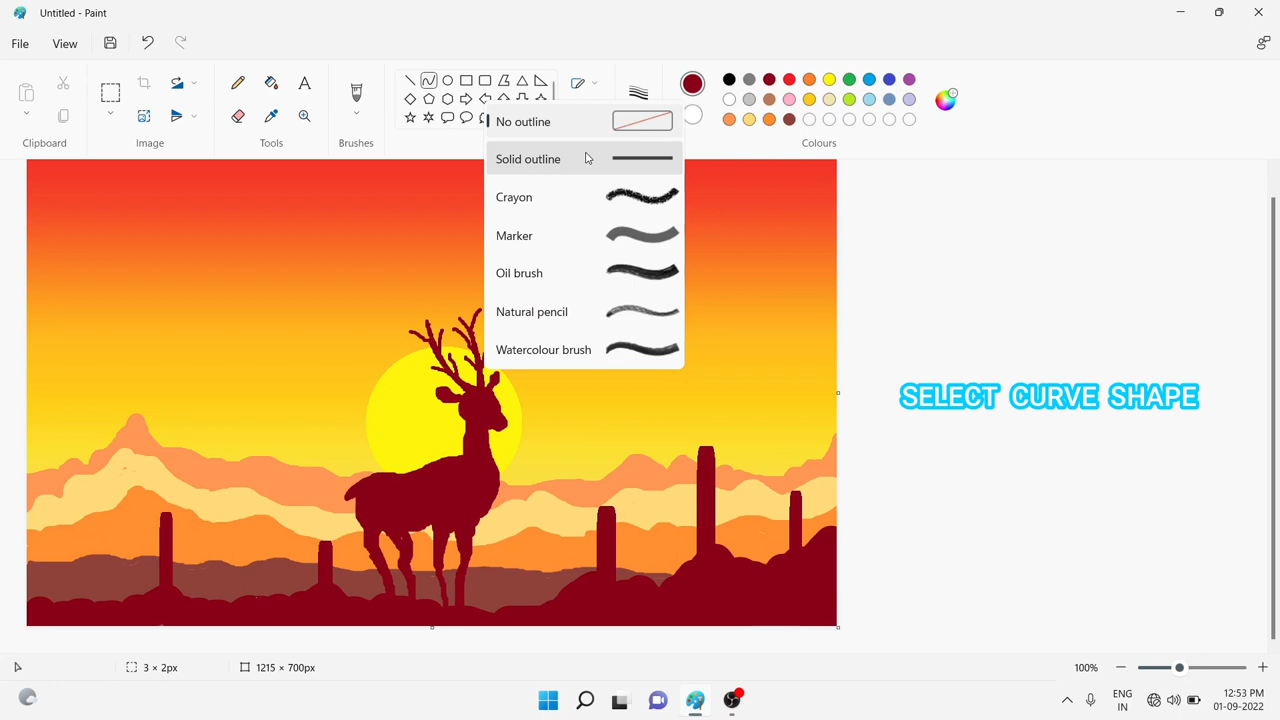 Untitled - Paint
File View
Clipboard
Image
Tools
Brushes
Colours
No outline
Solid outline
Crayon
Marker
Oil brush
Natural pencil
Watercolour brush
SELECT CURVE SHAPE
3 × 2px
1215 × 700px
100%
ENG
IN
12:53 PM
01-09-2022